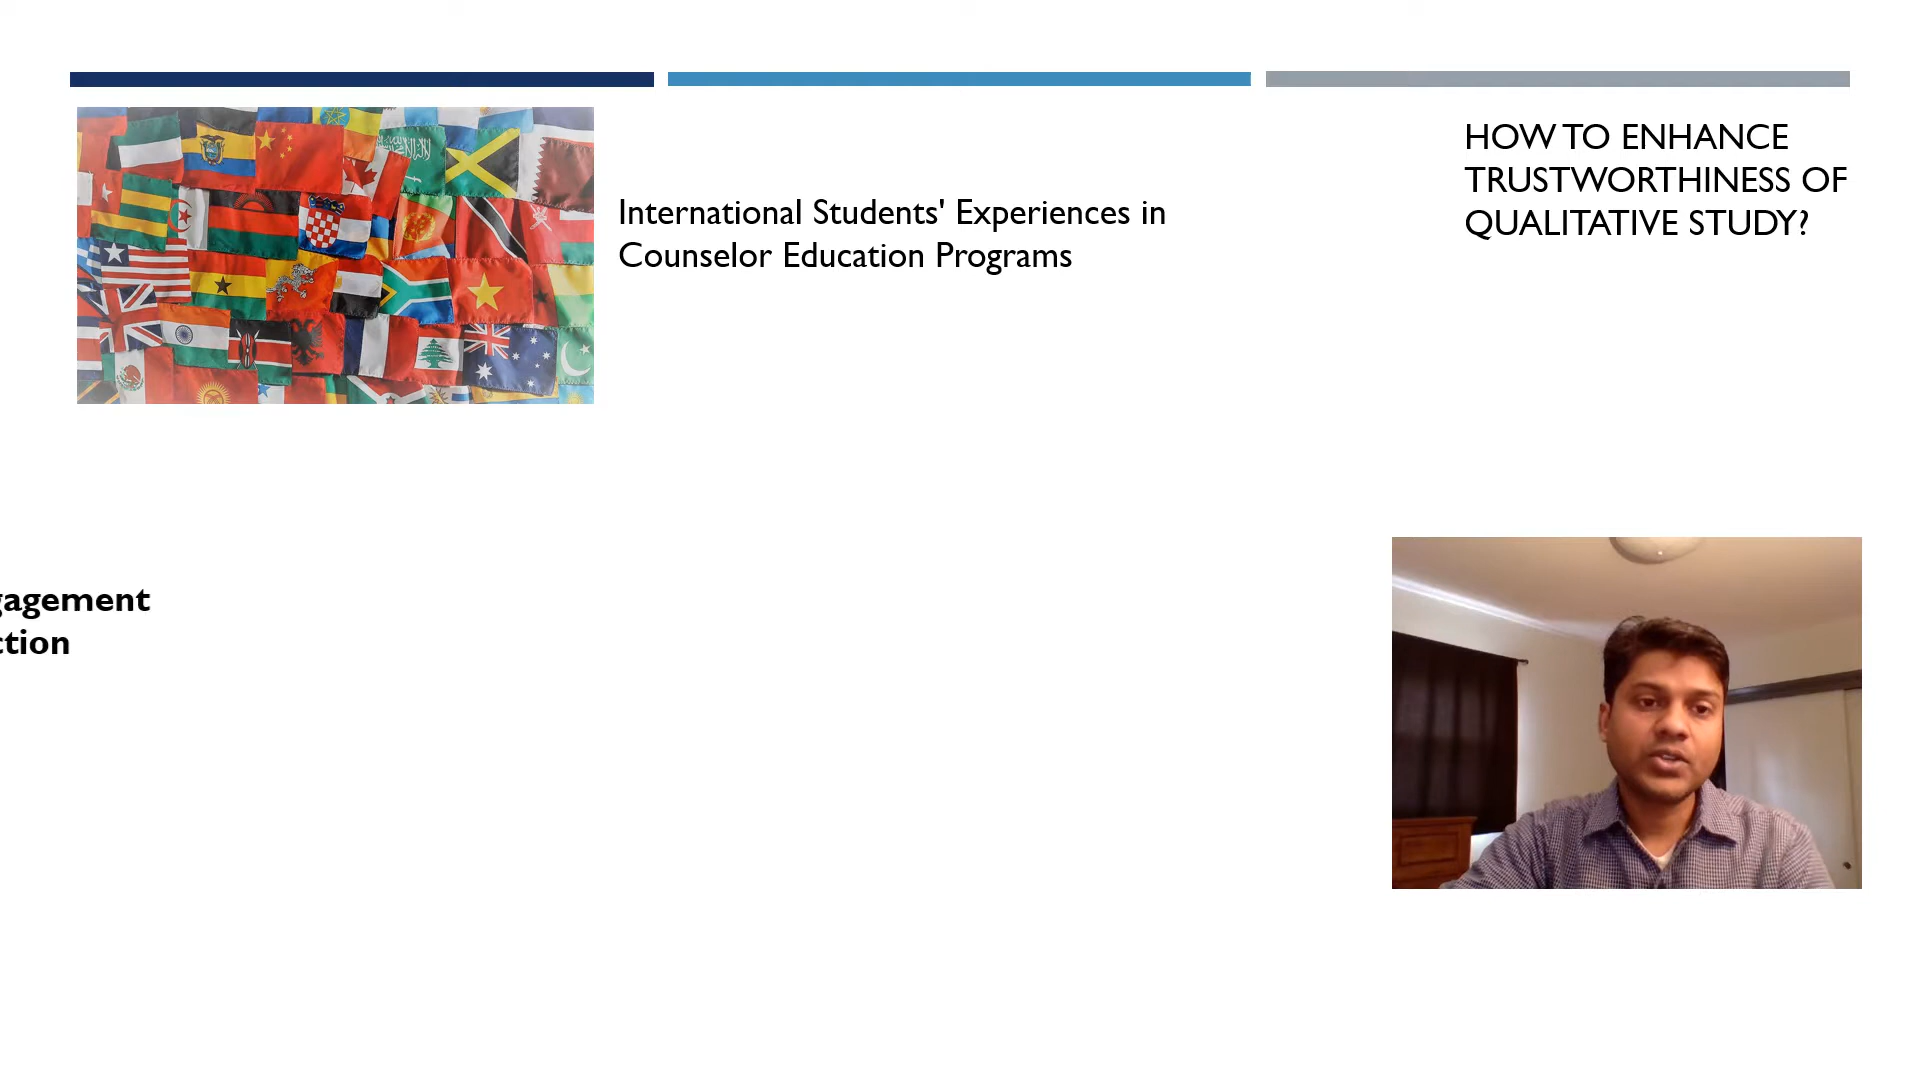 HOW TO ENHANCE
TRUSTWORTHINESS OF
QUALITATIVE STUDY?
International Students' Experiences in
Counselor Education Programs
gagement
ction